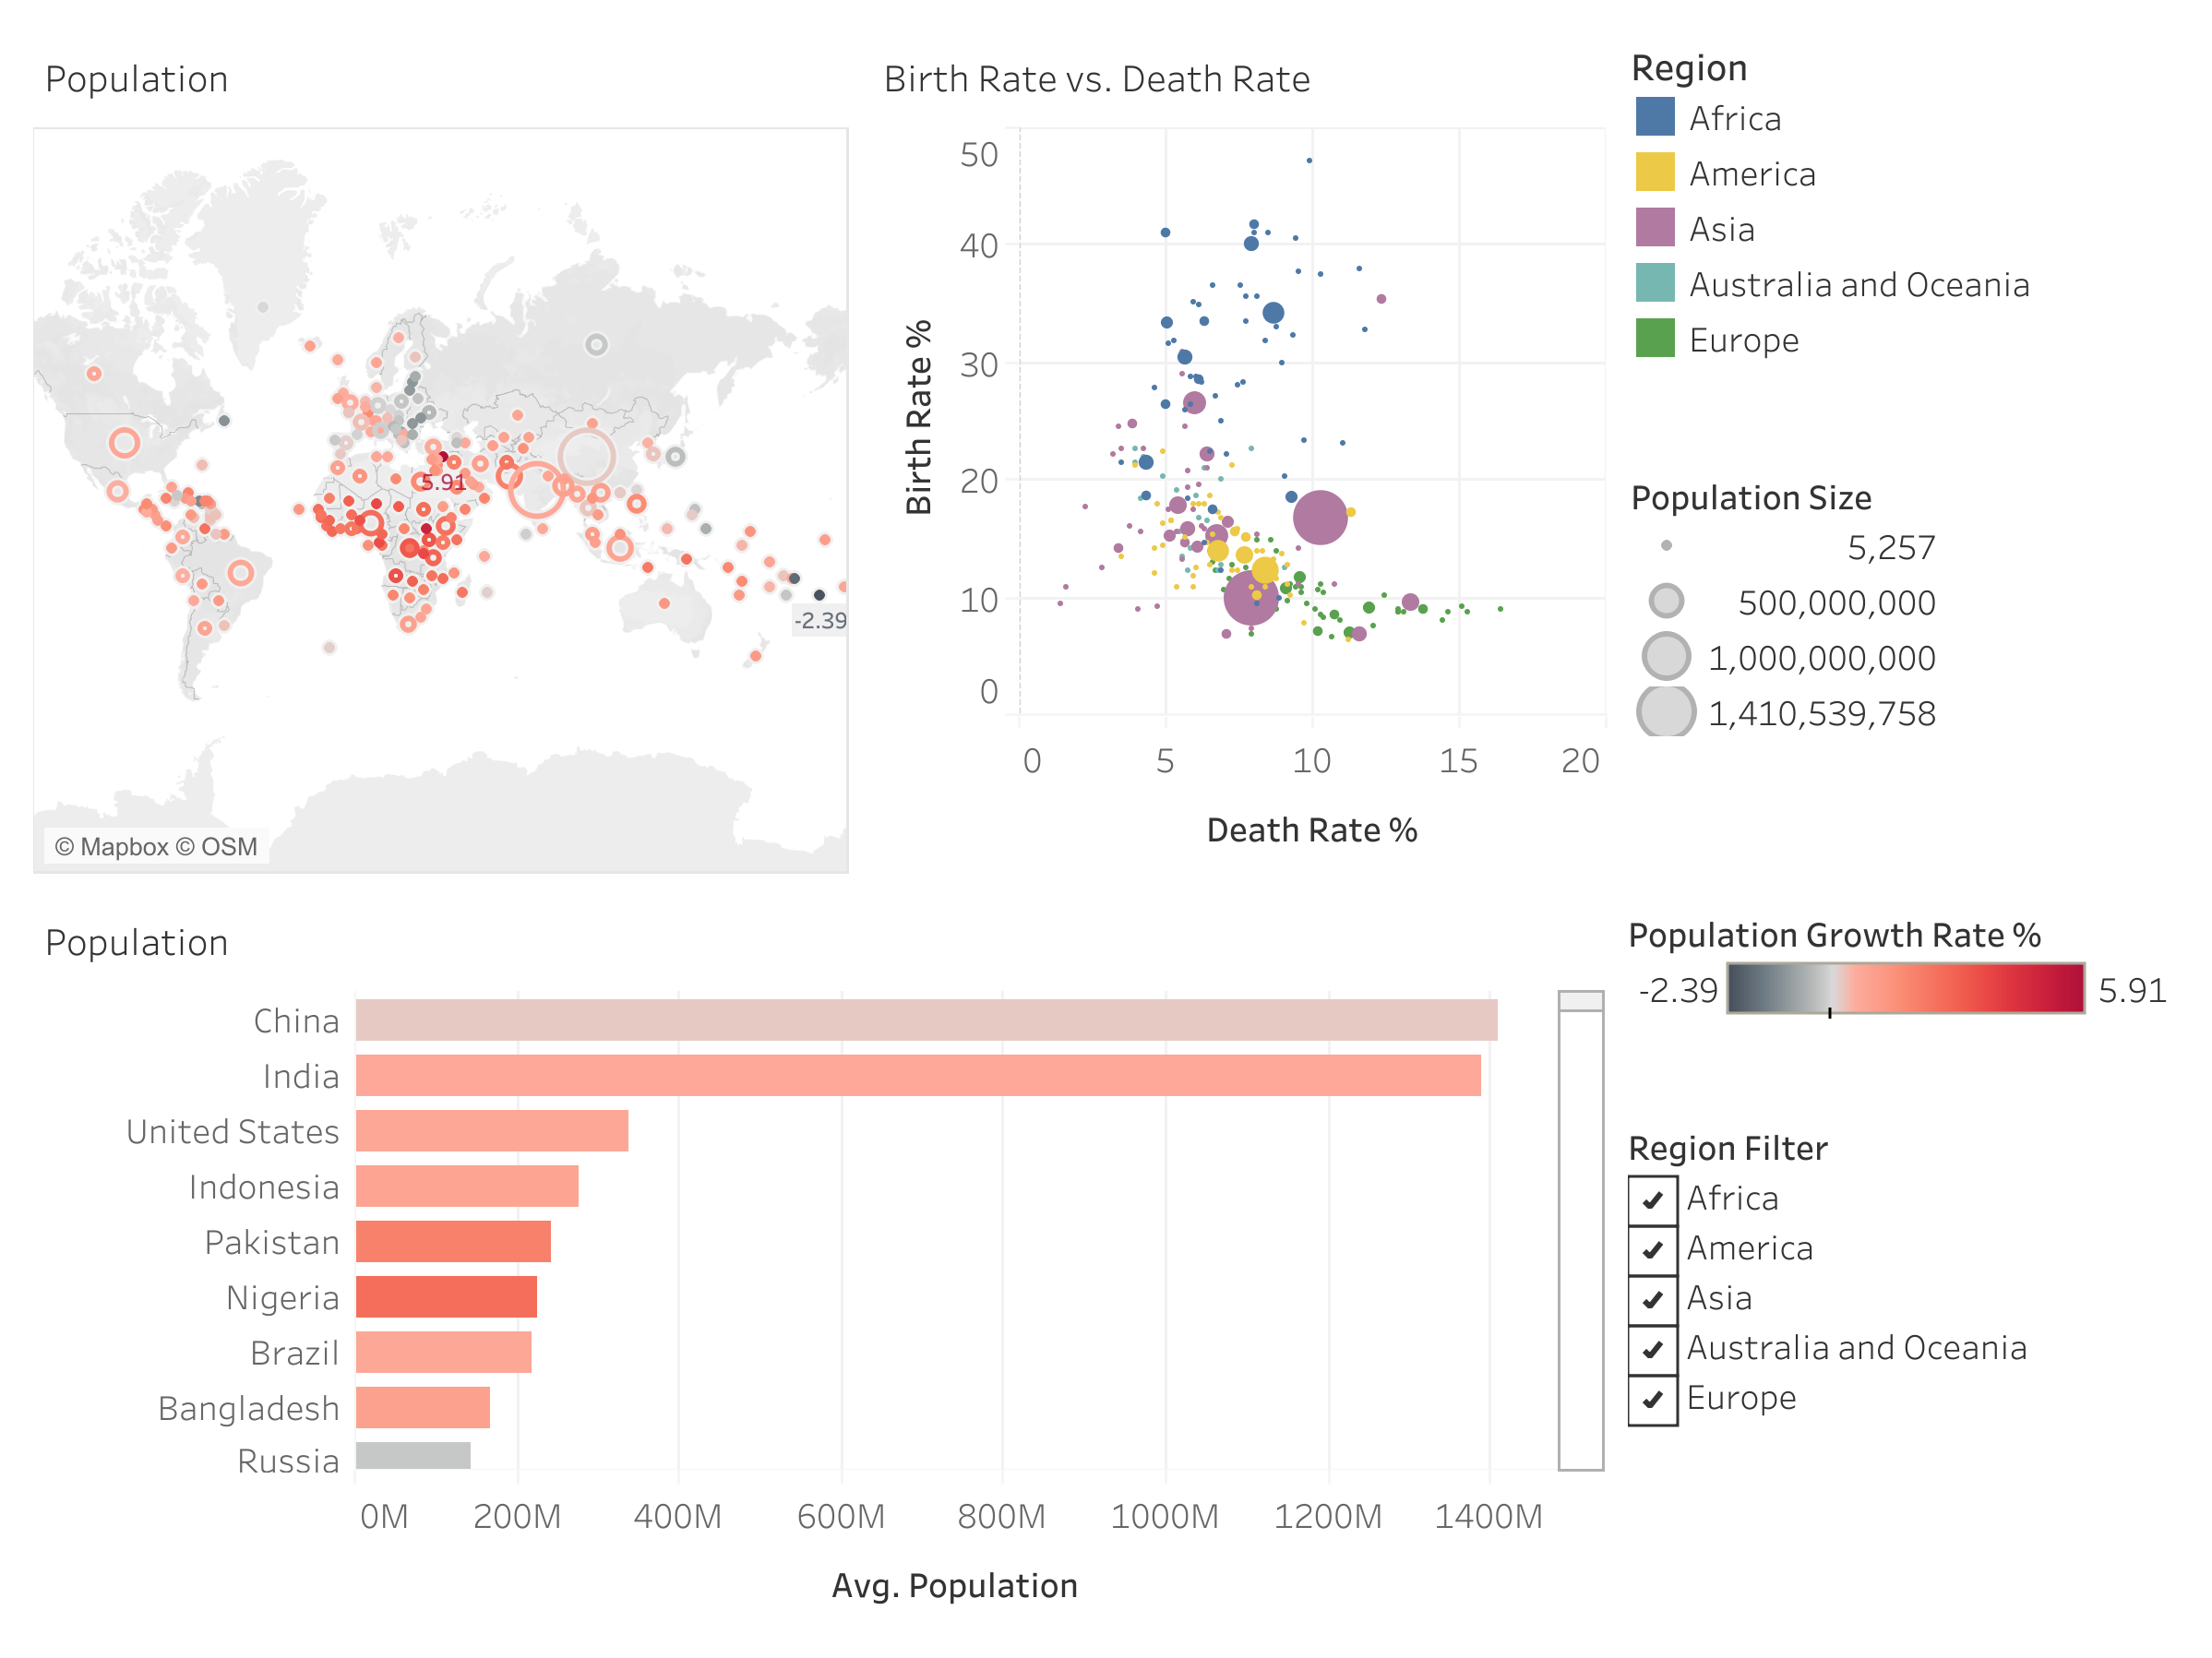 Population
5.91
-2.39
© Mapbox © OSM
Birth Rate vs. Death Rate
Birth Rate %
50
40
30
20
10
0
0 5 10 15 20
Death Rate %
Region
Africa
America
Asia
Australia and Oceania
Europe
Population Size
5,257
500,000,000
1,000,000,000
1,410,539,758
Population
China
India
United States
Indonesia
Pakistan
Nigeria
Brazil
Bangladesh
Russia
0M 200M 400M 600M 800M 1000M 1200M 1400M
Avg. Population
Population Growth Rate %
-2.39 5.91
Region Filter
Africa
America
Asia
Australia and Oceania
Europe